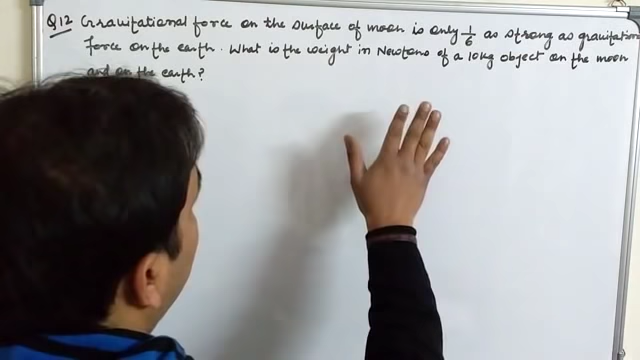 Q12 Gravitational force on the surface of moon is only 1/6 as strong as gravitation
force on the earth. What is the weight in Newtons of a 10kg object on the moon
and on the earth?